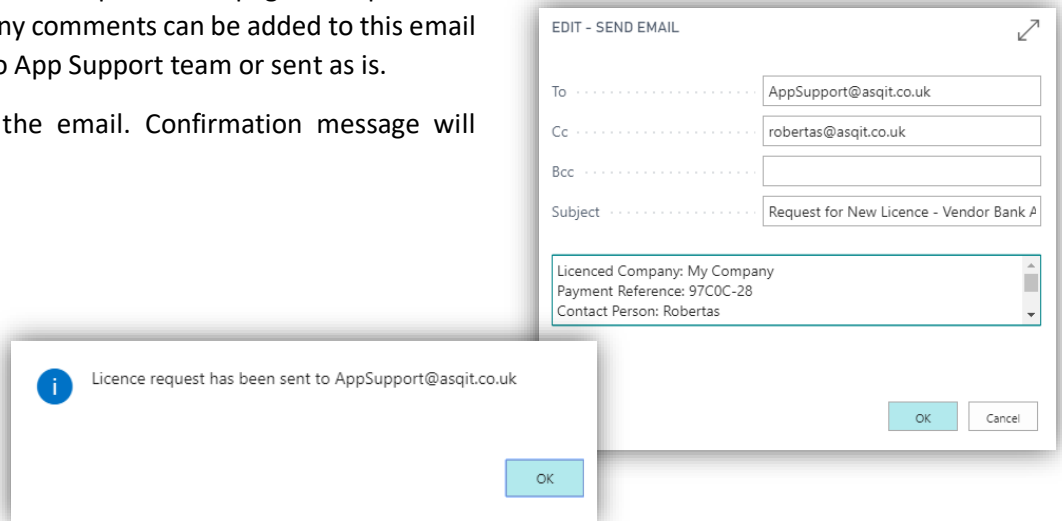 ny comments can be added to this email
App Support team or sent as is.
the email. Confirmation message will
EDIT - SEND EMAIL
To
AppSupport@asqit.co.uk
Cc
robertas@asqit.co.uk
Bcc
Subject
Request for New Licence - Vendor Bank A
Licenced Company: My Company
Payment Reference: 97C0C-28
Contact Person: Robertas
OK
Cancel
Licence request has been sent to AppSupport@asqit.co.uk
OK